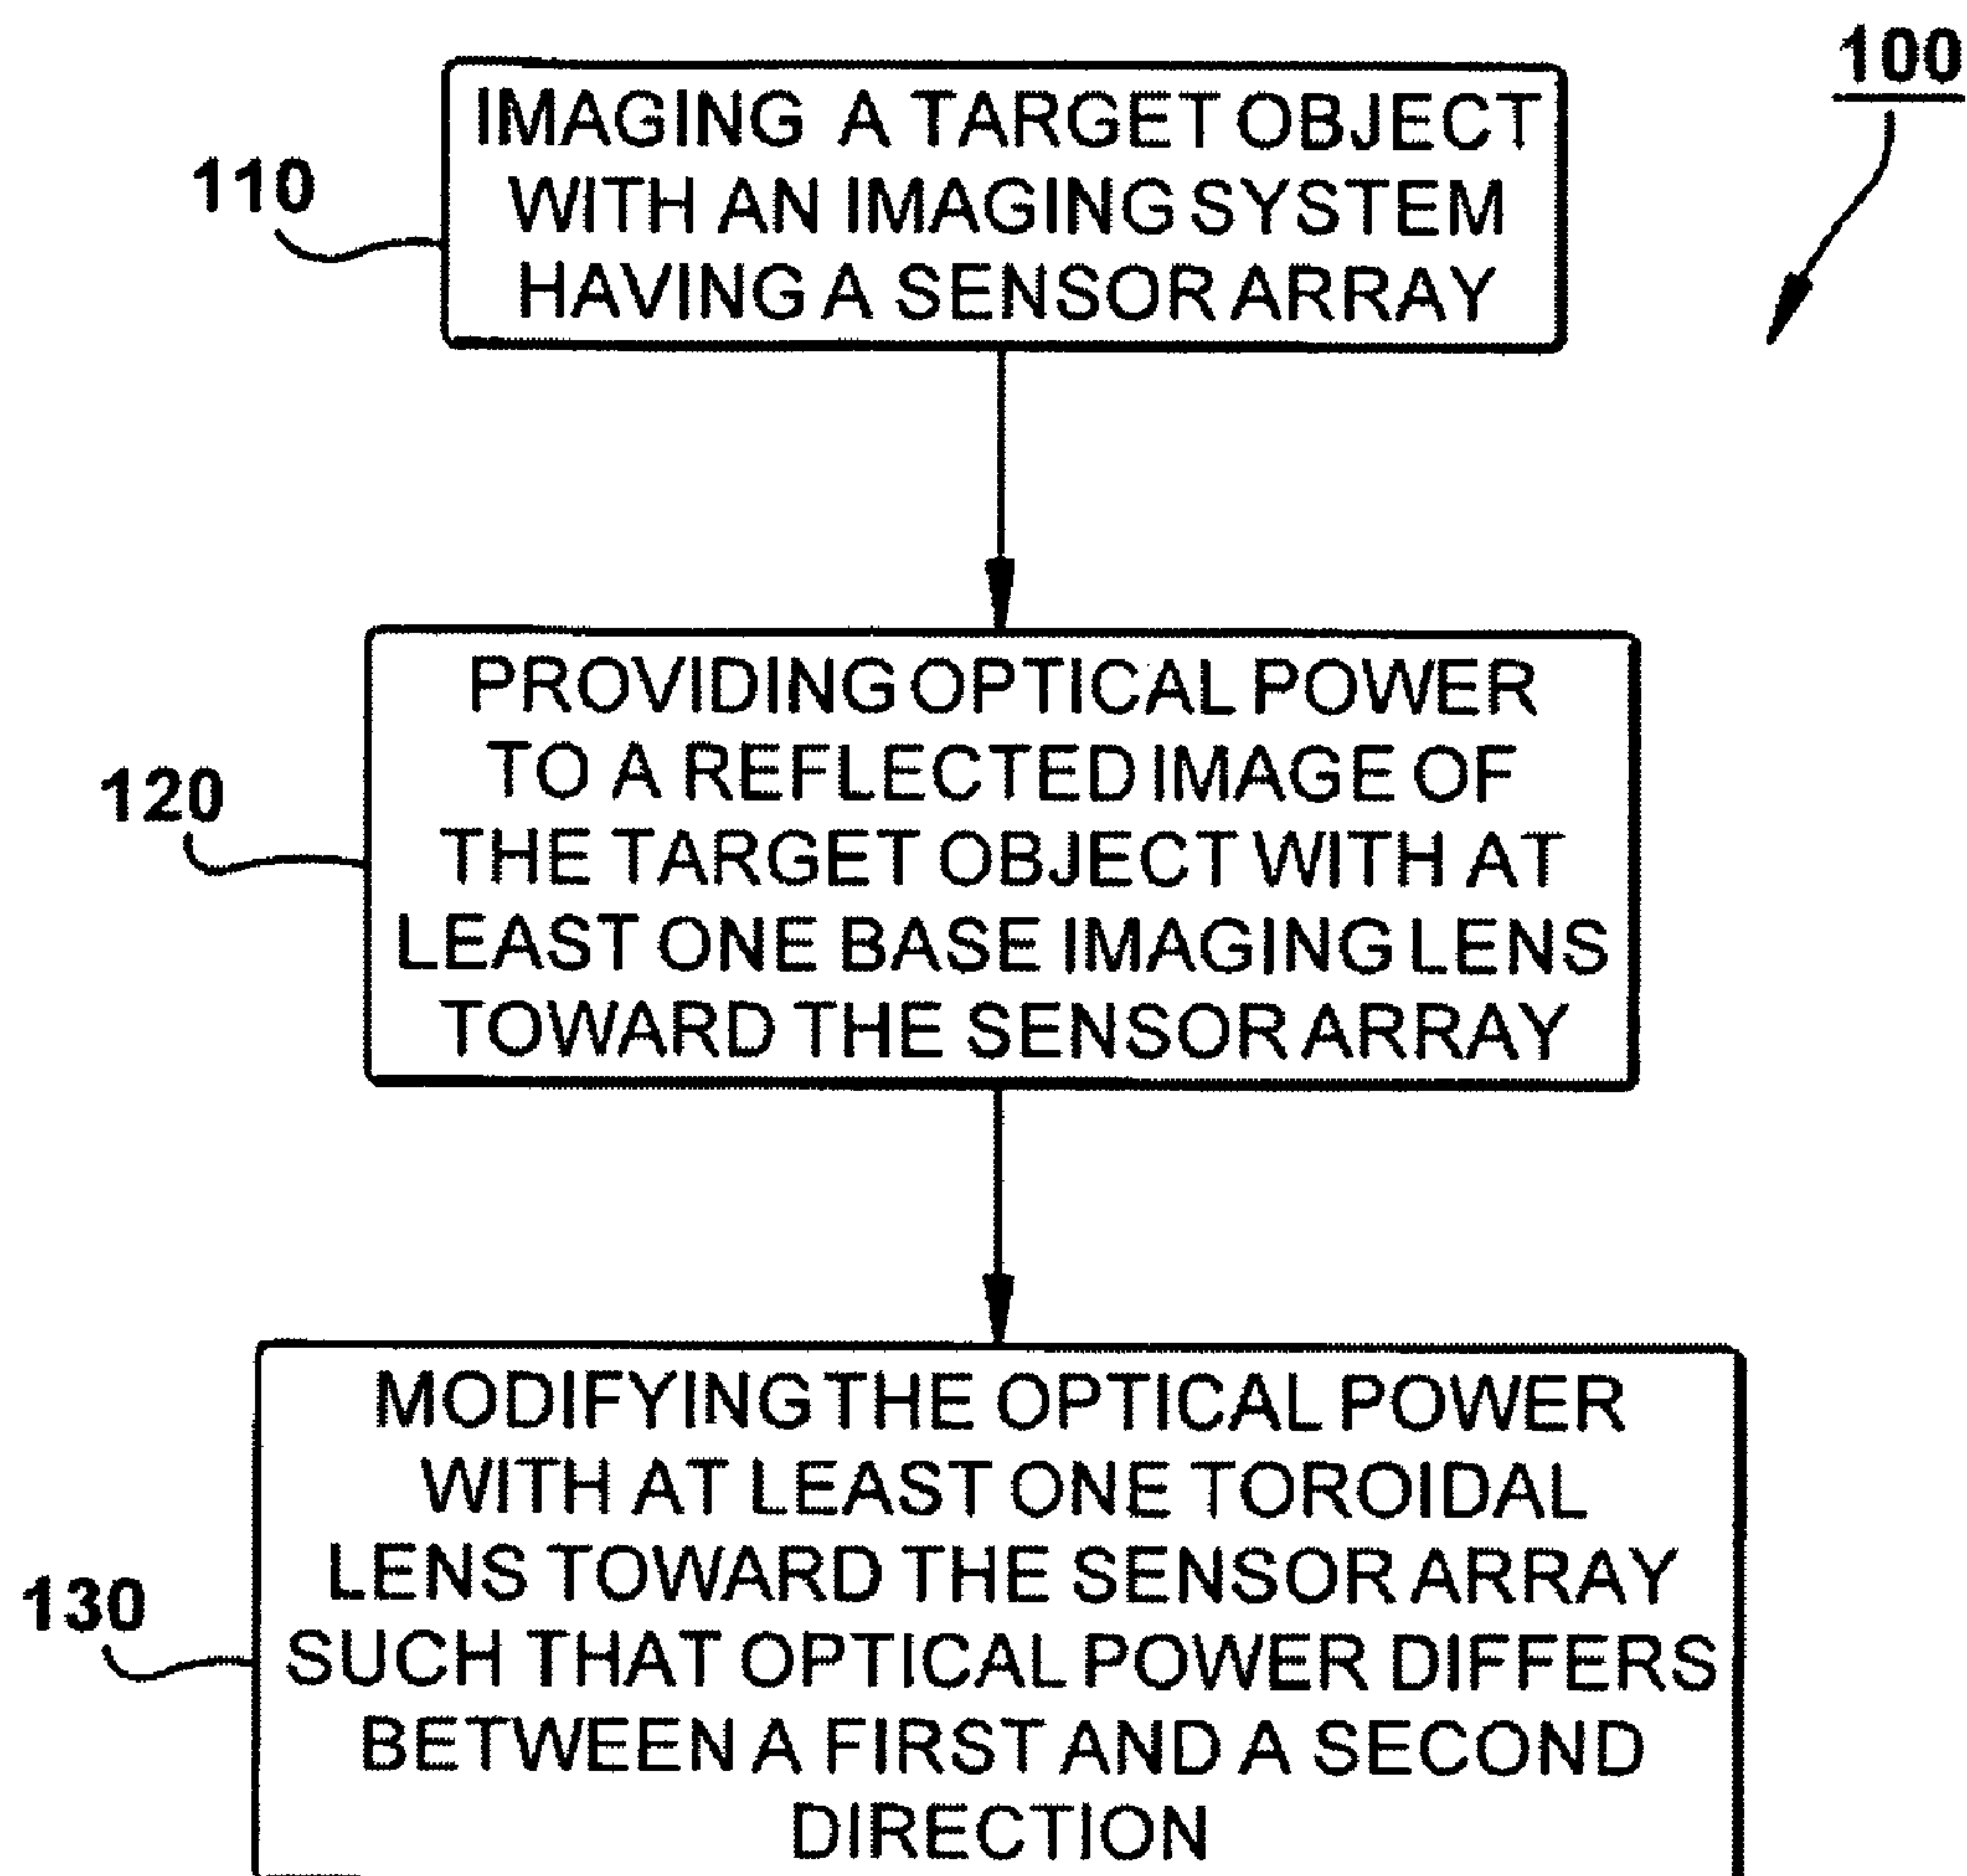 100
110
IMAGING A TARGET OBJECT
WITH AN IMAGING SYSTEM
HAVING A SENSOR ARRAY
120
PROVIDING OPTICAL POWER
TO A REFLECTED IMAGE OF
THE TARGET OBJECT WITH AT
LEAST ONE BASE IMAGING LENS
TOWARD THE SENSOR ARRAY
130
MODIFYING THE OPTICAL POWER
WITH AT LEAST ONE TOROIDAL
LENS TOWARD THE SENSOR ARRAY
SUCH THAT OPTICAL POWER DIFFERS
BETWEEN A FIRST AND A SECOND
DIRECTION